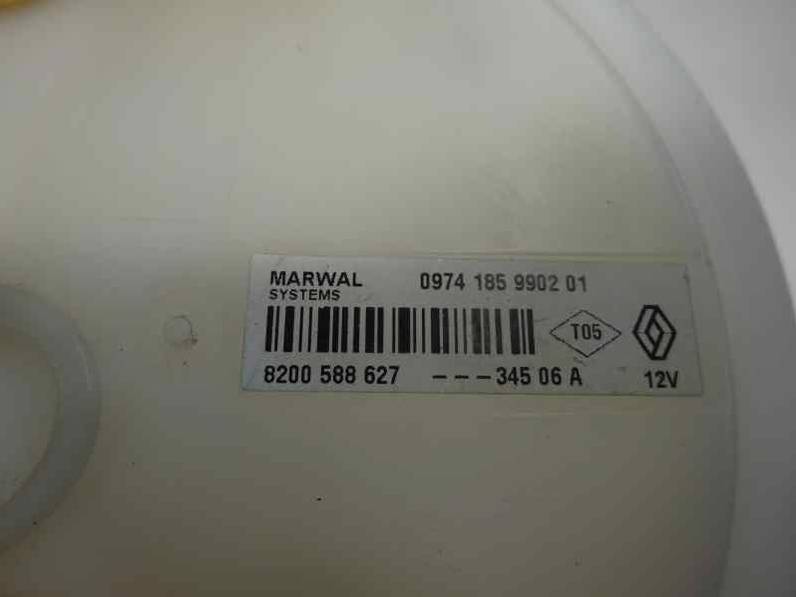 MARWAL 0974 185 9902 01
SYSTEMS
T05
8200 588 627 ---345 06 A 12V